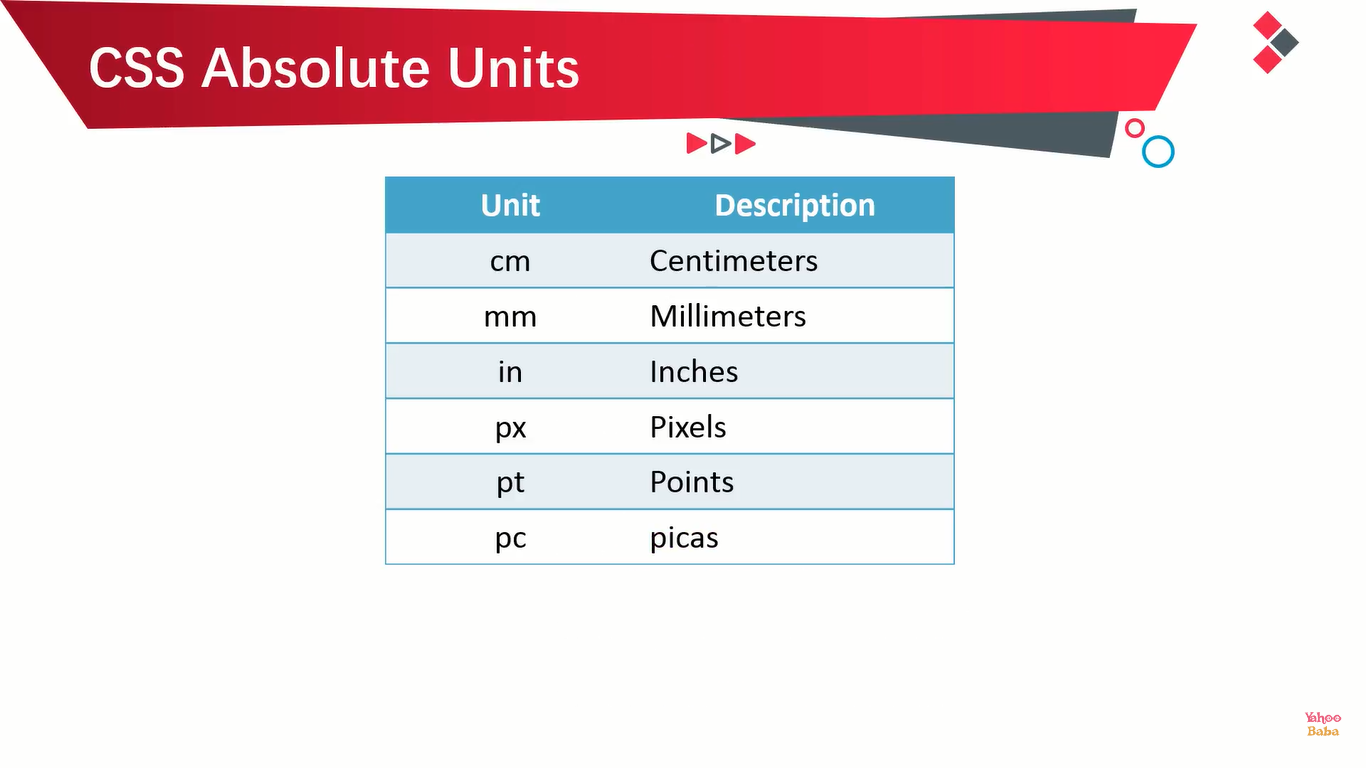 CSS Absolute Units
Unit Description
cm Centimeters
mm Millimeters
in Inches
px Pixels
pt Points
pc picas
Yahoo
Baba